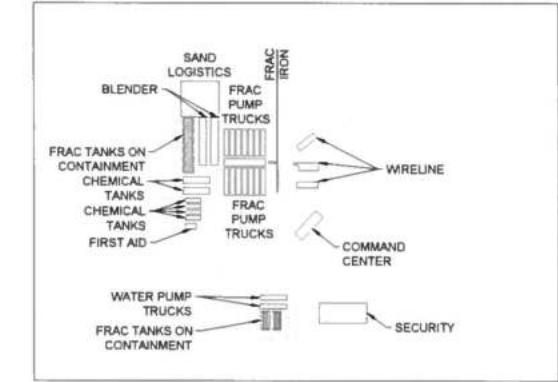 SAND
LOGISTICS
FRAC
IRON
BLENDER
FRAC
PUMP
TRUCKS
FRAC TANKS ON
CONTAINMENT
WIRELINE
CHEMICAL
TANKS
CHEMICAL
TANKS
FRAC
PUMP
TRUCKS
FIRST AID
COMMAND
CENTER
WATER PUMP
TRUCKS
FRAC TANKS ON
CONTAINMENT
SECURITY